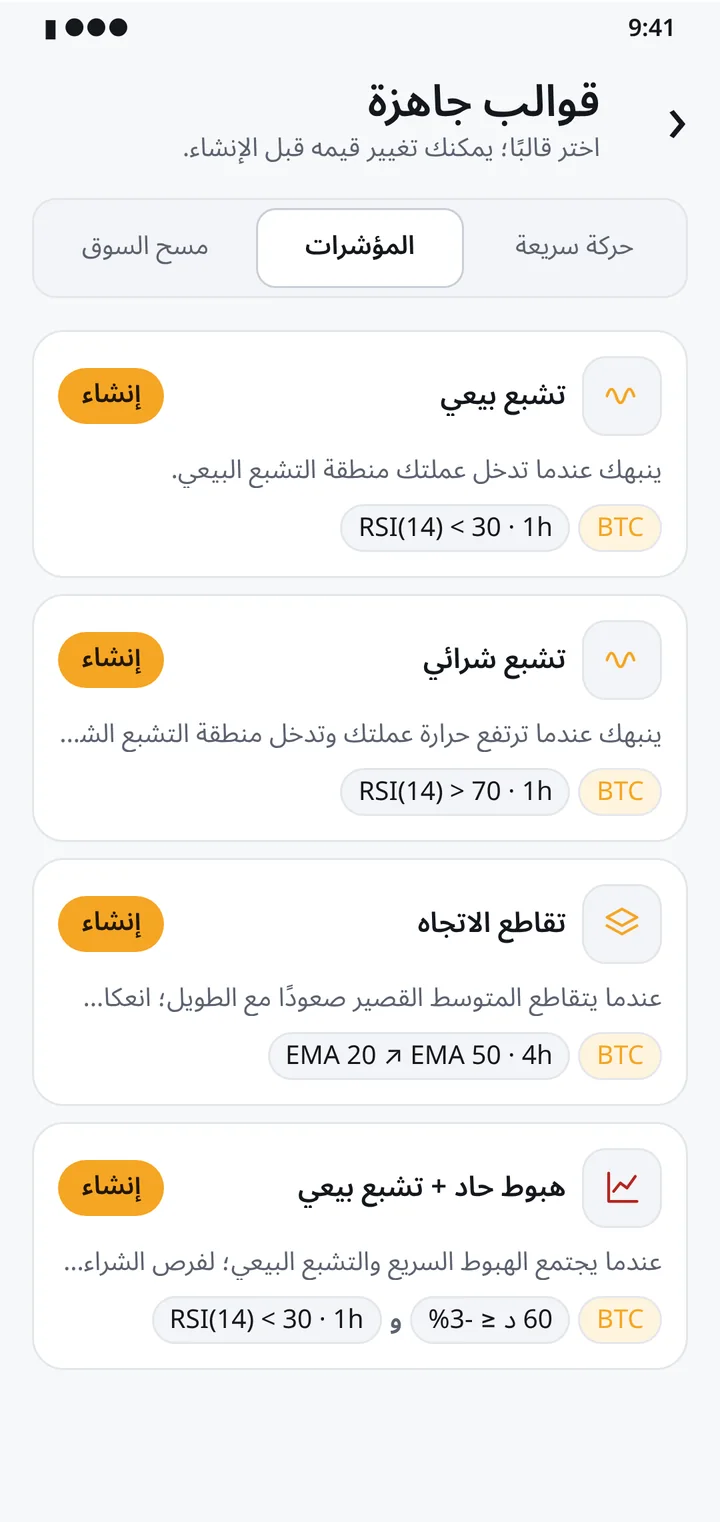 9:41
قوالب جاهزة
اختر قالبًا؛ يمكنك تغيير قيمه قبل الإنشاء.
حركة سريعة
المؤشرات
مسح السوق
تشبع بيعي
إنشاء
ينبهك عندما تدخل عملتك منطقة التشبع البيعي.
BTC
RSI(14) < 30 · 1h
تشبع شرائي
إنشاء
ينبهك عندما ترتفع حرارة عملتك وتدخل منطقة التشبع الشـ...
BTC
RSI(14) > 70 · 1h
تقاطع الاتجاه
إنشاء
عندما يتقاطع المتوسط القصير صعودًا مع الطويل؛ انعكا...
BTC
EMA 20 ↗ EMA 50 · 4h
هبوط حاد + تشبع بيعي
إنشاء
عندما يجتمع الهبوط السريع والتشبع البيعي؛ لفرص الشراء...
BTC
60 د ≤ -3%
و
RSI(14) < 30 · 1h